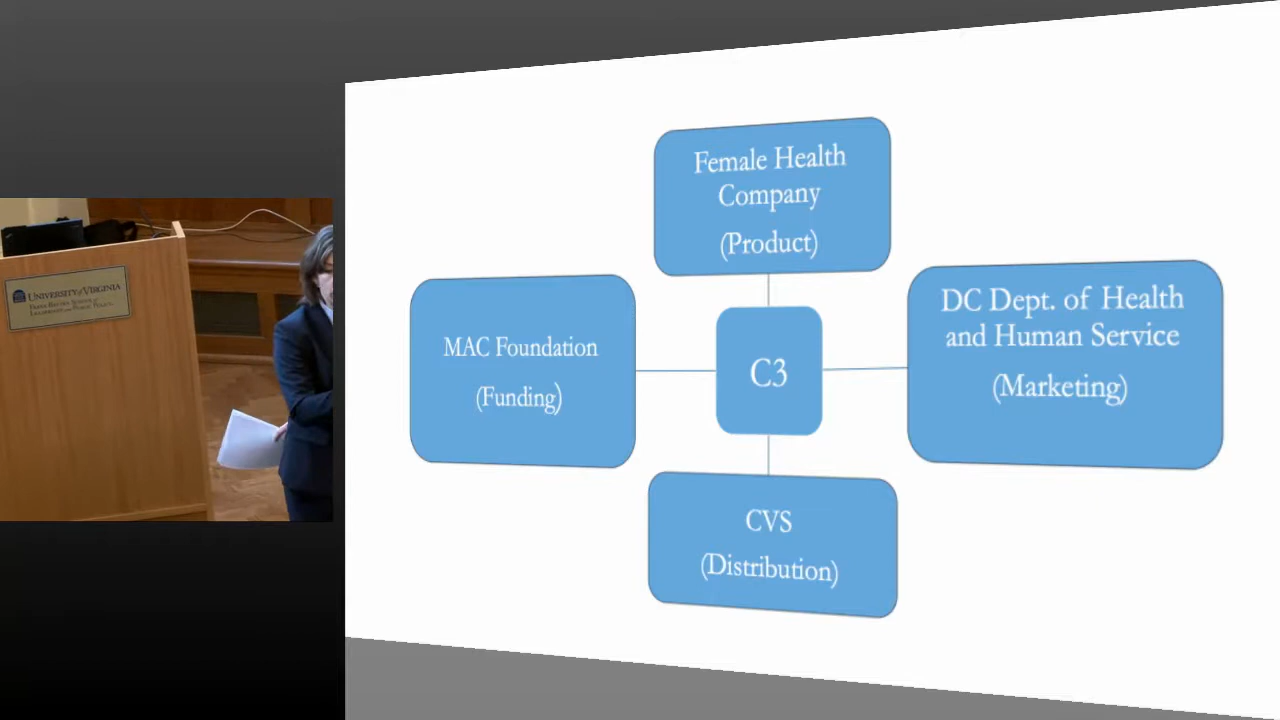 UNIVERSITY of VIRGINIA
Female Health
Company
(Product)
MAC Foundation
(Funding)
C3
DC Dept. of Health
and Human Service
(Marketing)
CVS
(Distribution)